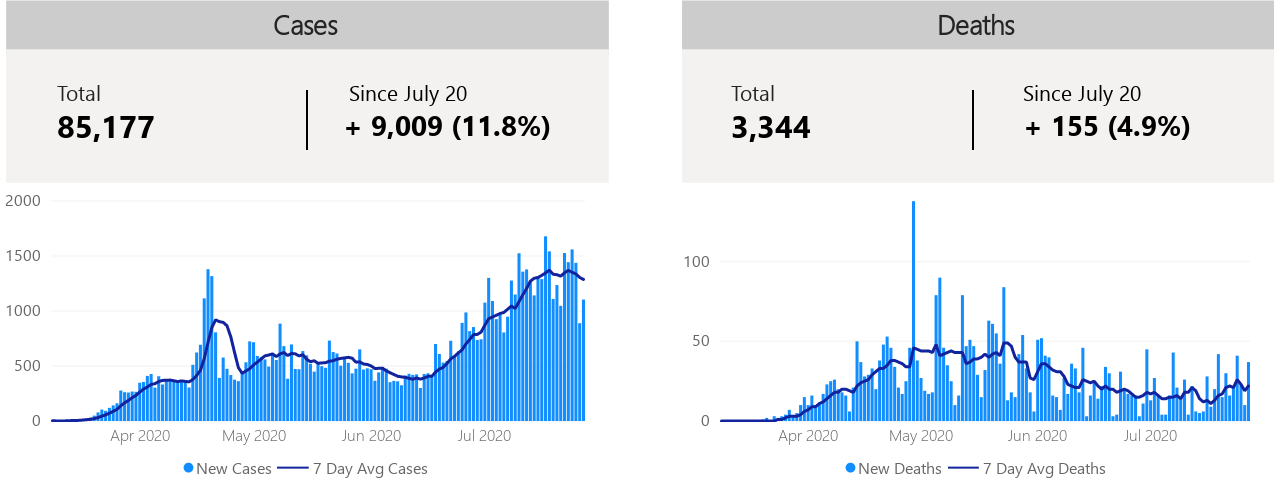 Cases
Total
85,177
Since July 20
+ 9,009 (11.8%)
2000
1500
1000
500
0
Apr 2020 May 2020 Jun 2020 Jul 2020
New Cases 7 Day Avg Cases
Deaths
Total
3,344
Since July 20
+ 155 (4.9%)
100
50
0
Apr 2020 May 2020 Jun 2020 Jul 2020
New Deaths 7 Day Avg Deaths